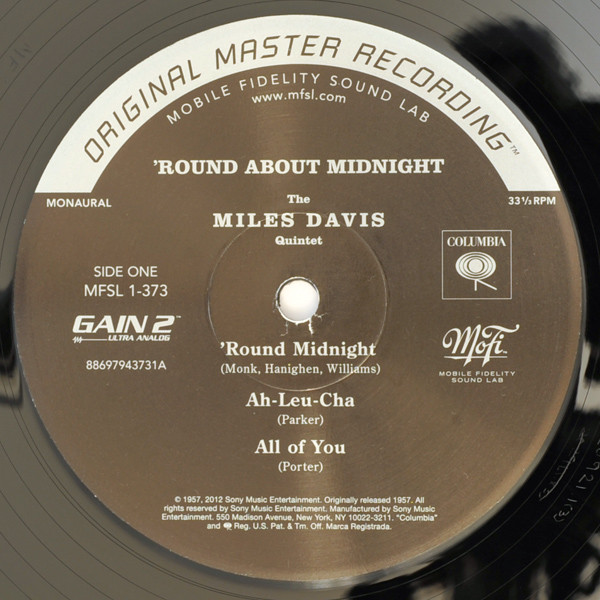 ORIGINAL MASTER RECORDING™
MOBILE FIDELITY SOUND LAB
www.mfsl.com
'ROUND ABOUT MIDNIGHT
MONAURAL
33 1/3 RPM
The
MILES DAVIS
Quintet
COLUMBIA
SIDE ONE
MFSL 1-373
GAIN 2™
ULTRA ANALOG
88697943731A
MoFi™
MOBILE FIDELITY
SOUND LAB
'Round Midnight
(Monk, Hanighen, Williams)
Ah-Leu-Cha
(Parker)
All of You
(Porter)
© 1957, 2012 Sony Music Entertainment. Originally released 1957. All
rights reserved by Sony Music Entertainment. Manufactured by Sony Music
Entertainment. 550 Madison Avenue, New York, NY 10022-3211. "Columbia"
and Reg. U.S. Pat. & Tm. Off. Marca Registrada.